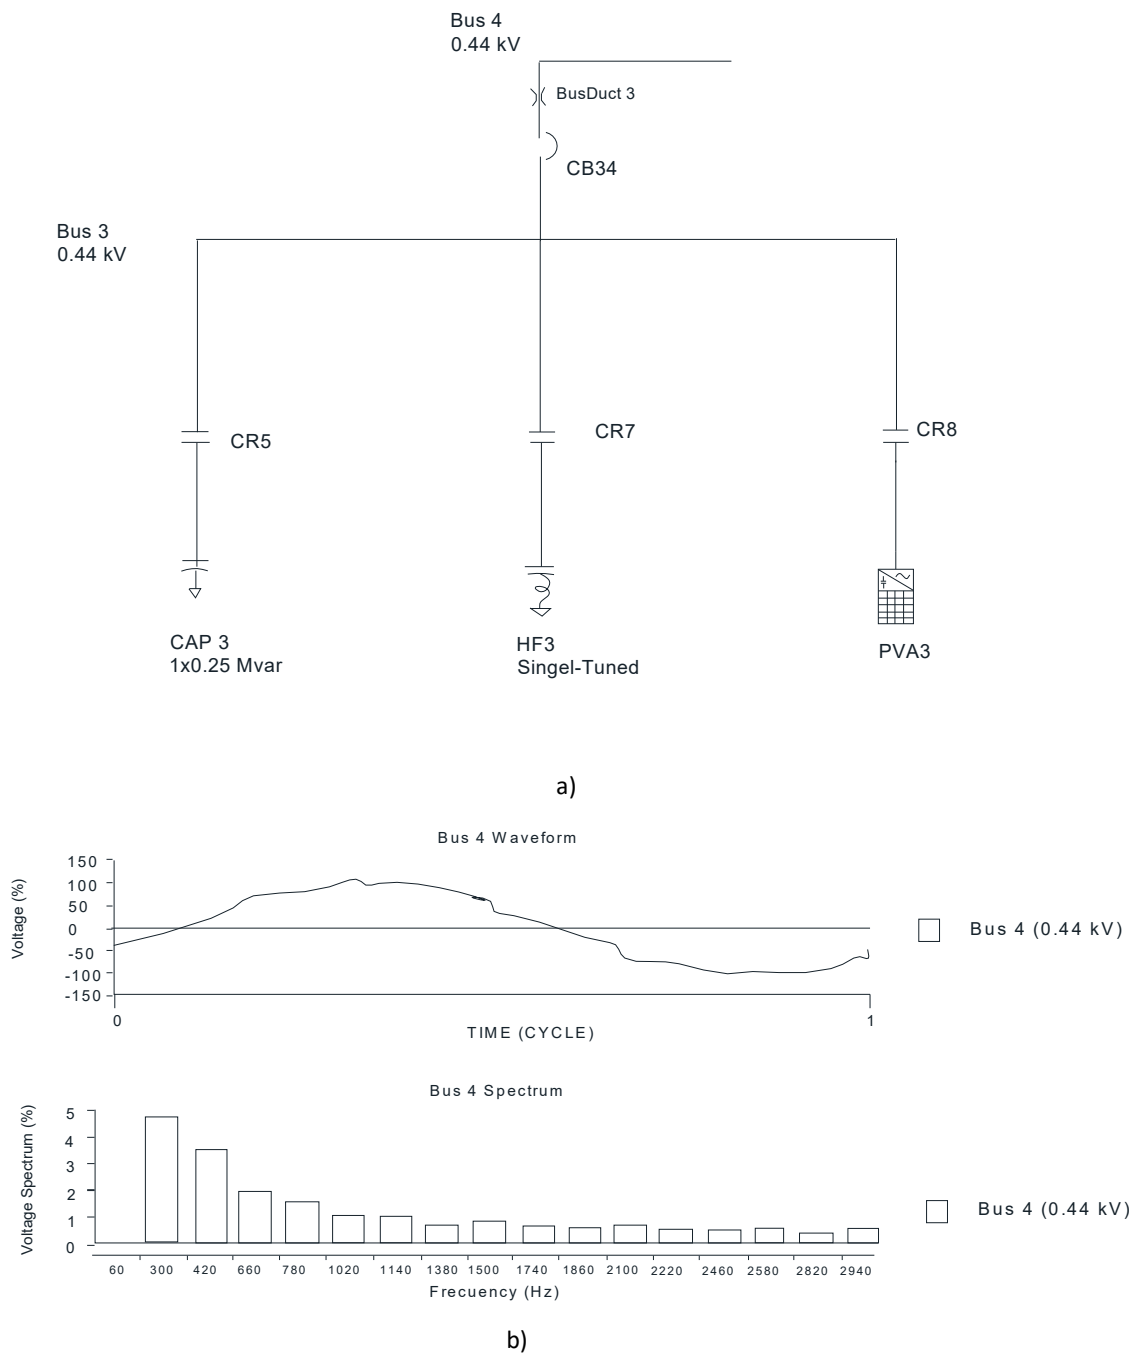 Bus 4
0.44 kV
BusDuct 3
CB34
Bus 3
0.44 kV
CR5
CR7
CR8
CAP 3
1x0.25 Mvar
HF3
Singel-Tuned
PVA3
a)
Bus 4 Waveform
Voltage (%)
150
100
50
0
-50
-100
-150
0
1
TIME (CYCLE)
Bus 4 (0.44 kV)
Bus 4 Spectrum
Voltage Spectrum (%)
5
4
3
2
1
0
60 300 420 660 780 1020 1140 1380 1500 1740 1860 2100 2220 2460 2580 2820 2940
Frecuency (Hz)
Bus 4 (0.44 kV)
b)